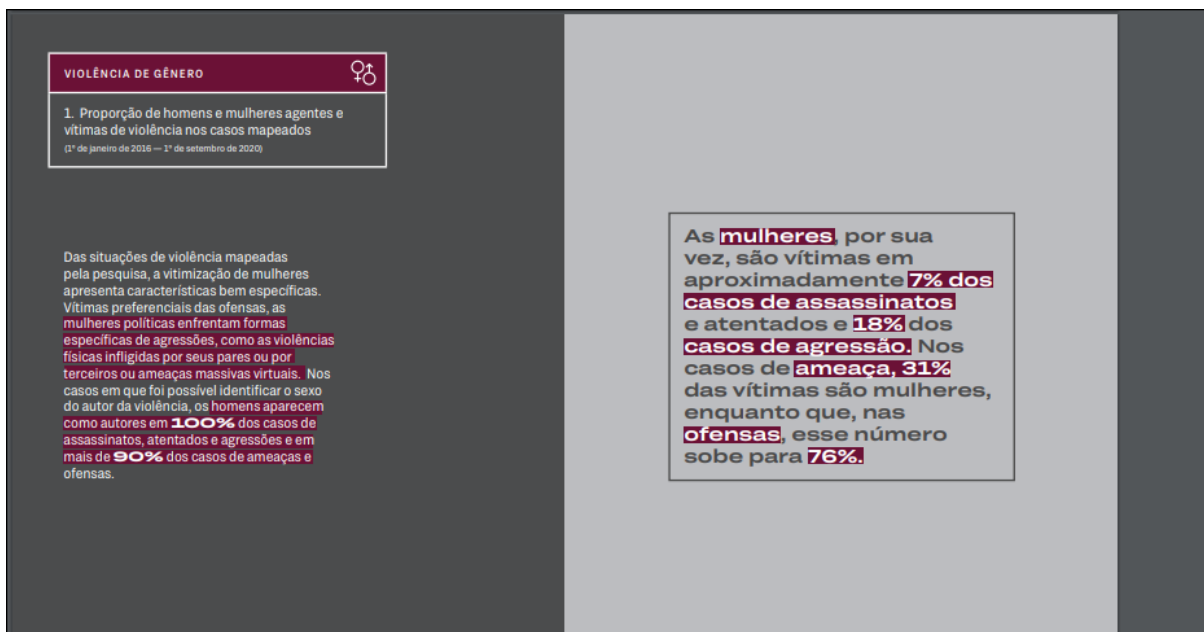 VIOLÊNCIA DE GÊNERO
1. Proporção de homens e mulheres agentes e
vítimas de violência nos casos mapeados
(1° de janeiro de 2016 — 1° de setembro de 2020)
Das situações de violência mapeadas
pela pesquisa, a vitimização de mulheres
apresenta características bem específicas.
Vítimas preferenciais das ofensas, as
mulheres políticas enfrentam formas
específicas de agressões, como as violências
físicas infligidas por seus pares ou por
terceiros ou ameaças massivas virtuais. Nos
casos em que foi possível identificar o sexo
do autor da violência, os homens aparecem
como autores em 100% dos casos de
assassinatos, atentados e agressões e em
mais de 90% dos casos de ameaças e
ofensas.
As mulheres, por sua
vez, são vítimas em
aproximadamente 7% dos
casos de assassinatos
e atentados e 18% dos
casos de agressão. Nos
casos de ameaça, 31%
das vítimas são mulheres,
enquanto que, nas
ofensas, esse número
sobe para 76%.